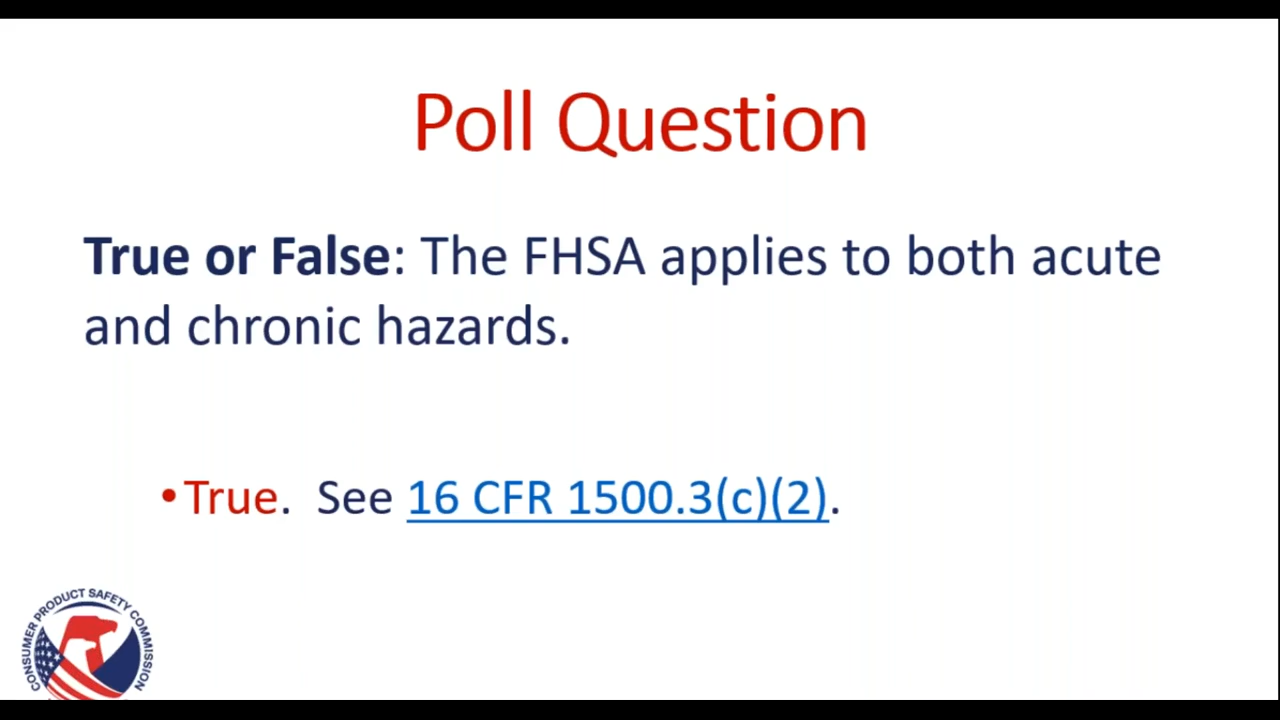 Poll Question
True or False: The FHSA applies to both acute
and chronic hazards.
•True. See 16 CFR 1500.3(c)(2).
CONSUMER PRODUCT SAFETY COMMISSION